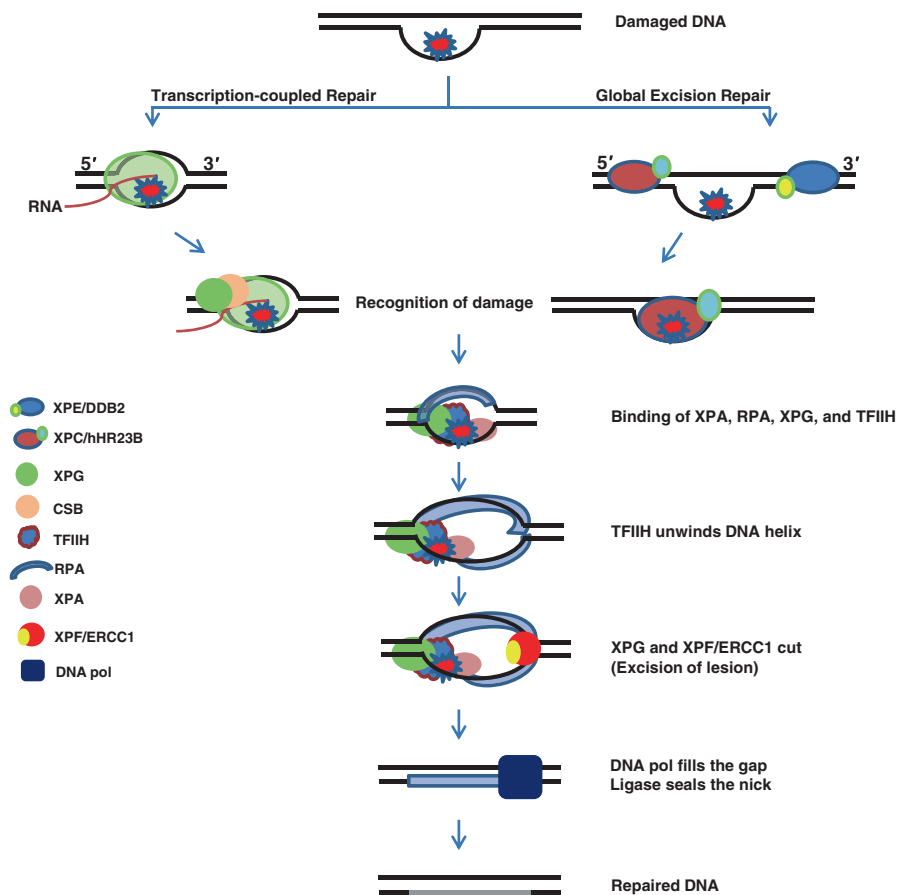 Damaged DNA
Transcription-coupled Repair
Global Excision Repair
5′ 3′
RNA
5′ 3′
Recognition of damage
XPE/DDB2
XPC/hHR23B
XPG
CSB
TFIIH
RPA
XPA
XPF/ERCC1
DNA pol
Binding of XPA, RPA, XPG, and TFIIH
TFIIH unwinds DNA helix
XPG and XPF/ERCC1 cut
(Excision of lesion)
DNA pol fills the gap
Ligase seals the nick
Repaired DNA